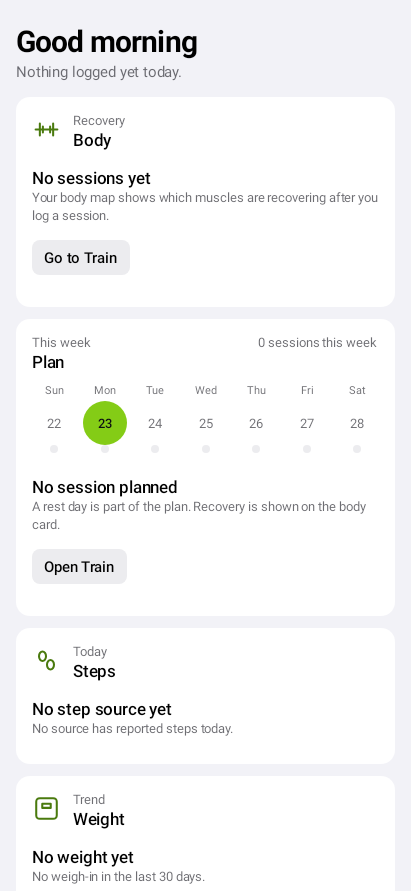 Good morning
Nothing logged yet today.
Recovery
Body
No sessions yet
Your body map shows which muscles are recovering after you
log a session.
Go to Train
This week
0 sessions this week
Plan
Sun Mon Tue Wed Thu Fri Sat
22 23 24 25 26 27 28
No session planned
A rest day is part of the plan. Recovery is shown on the body
card.
Open Train
Today
Steps
No step source yet
No source has reported steps today.
Trend
Weight
No weight yet
No weigh-in in the last 30 days.